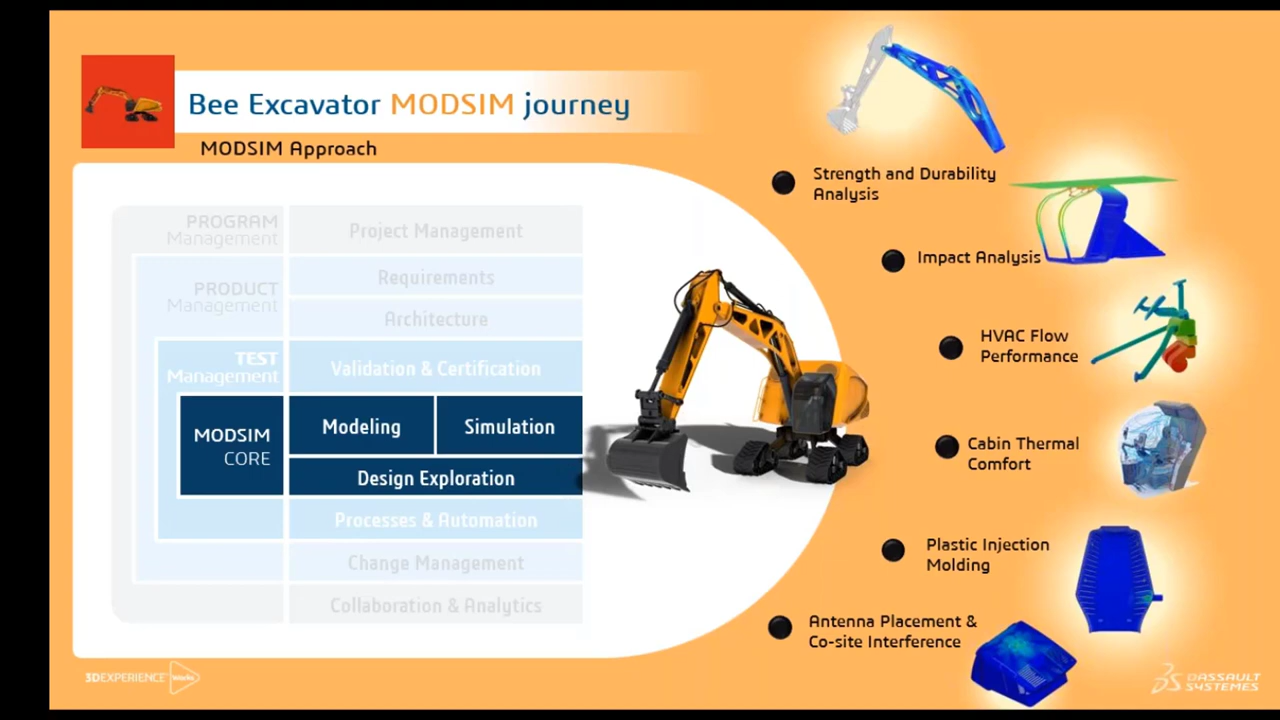 Bee Excavator MODSIM journey
MODSIM Approach
PROGRAM
Management
Project Management
PRODUCT
Management
Requirements
Architecture
TEST
Management
Validation & Certification
MODSIM
CORE
Modeling
Simulation
Design Exploration
Processes & Automation
Change Management
Collaboration & Analytics
Strength and Durability
Analysis
Impact Analysis
HVAC Flow
Performance
Cabin Thermal
Comfort
Plastic Injection
Molding
Antenna Placement &
Co-site Interference
3DEXPERIENCE Works
DASSAULT
SYSTEMES